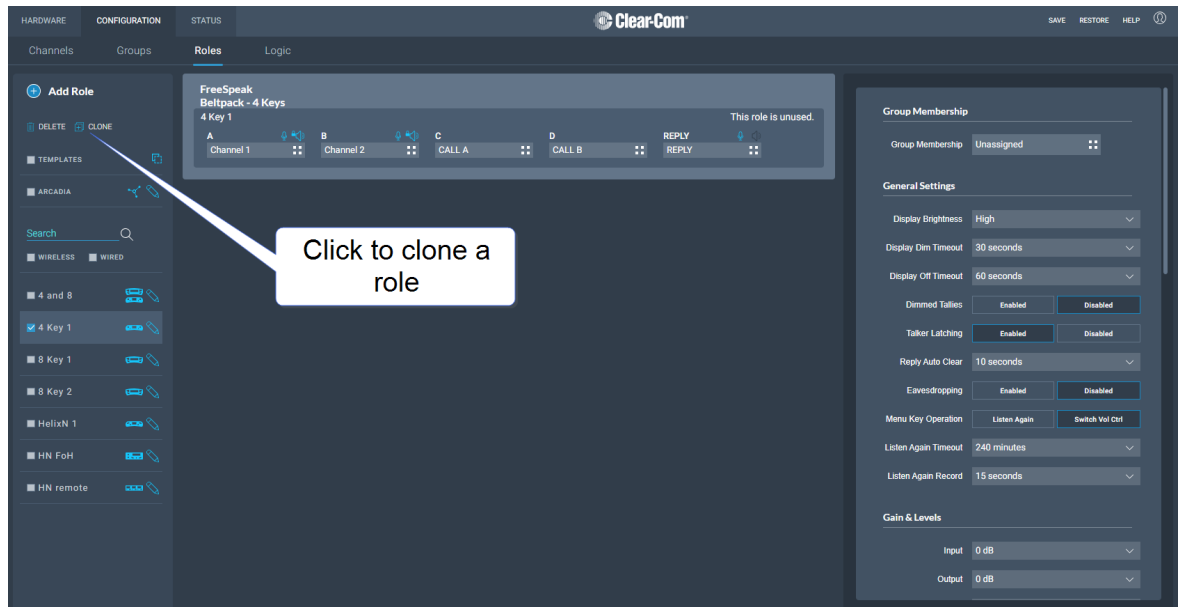 HARDWARE CONFIGURATION STATUS Clear-Com SAVE RESTORE HELP
Channels Groups Roles Logic
Add Role
DELETE CLONE
TEMPLATES
ARCADIA
Search
WIRELESS WIRED
4 and 8
4 Key 1
8 Key 1
8 Key 2
HelixN 1
HN FoH
HN remote
FreeSpeak
Beltpack - 4 Keys
4 Key 1 This role is unused.
A B C D REPLY
Channel 1 Channel 2 CALL A CALL B REPLY
Click to clone a
role
Group Membership
Group Membership Unassigned
General Settings
Display Brightness High
Display Dim Timeout 30 seconds
Display Off Timeout 60 seconds
Dimmed Tallies Enabled Disabled
Talker Latching Enabled Disabled
Reply Auto Clear 10 seconds
Eavesdropping Enabled Disabled
Menu Key Operation Listen Again Switch Vol Ctrl
Listen Again Timeout 240 minutes
Listen Again Record 15 seconds
Gain & Levels
Input 0 dB
Output 0 dB